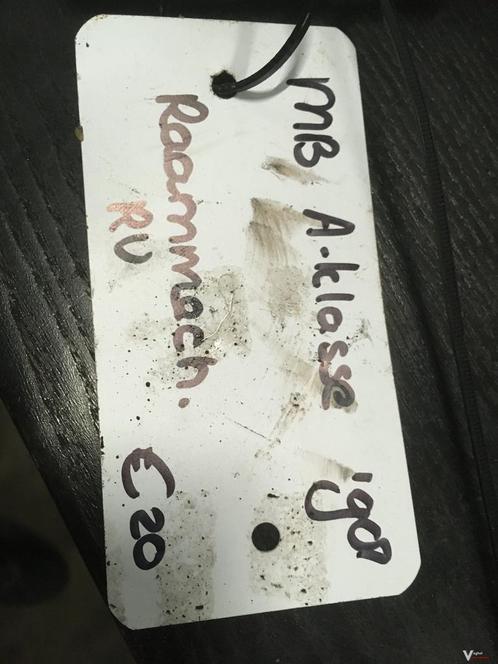 MB A-klasse '98
Raammach.
RV € 20